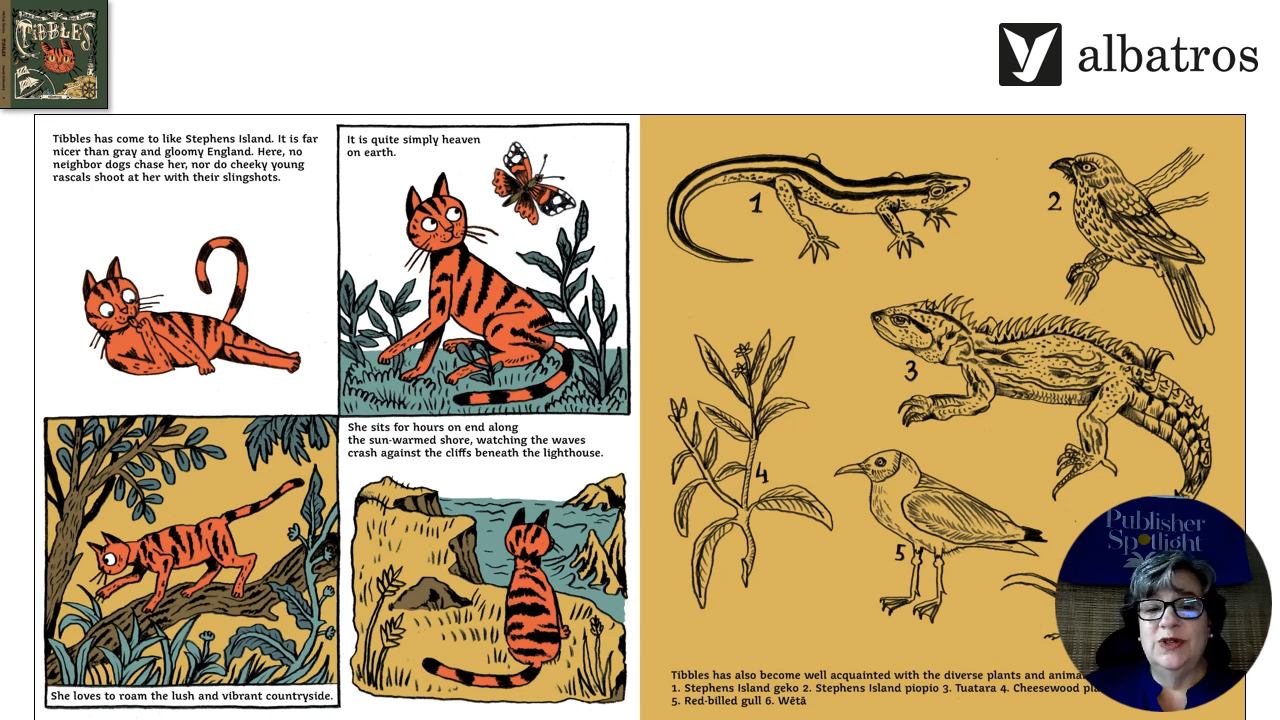 TiBBLES
albatros
Tibbles has come to like Stephens Island. It is far
nicer than gray and gloomy England. Here, no
neighbor dogs chase her, nor do cheeky young
rascals shoot at her with their slingshots.
It is quite simply heaven
on earth.
She loves to roam the lush and vibrant countryside.
She sits for hours on end along
the sun-warmed shore, watching the waves
crash against the cliffs beneath the lighthouse.
1
2
3
4
5
Tibbles has also become well acquainted with the diverse plants and
1. Stephens Island geko 2. Stephens Island piopio 3. Tuatara 4. Cheesewood
5. Red-billed gull 6. Wētā
Publisher
Spotlight